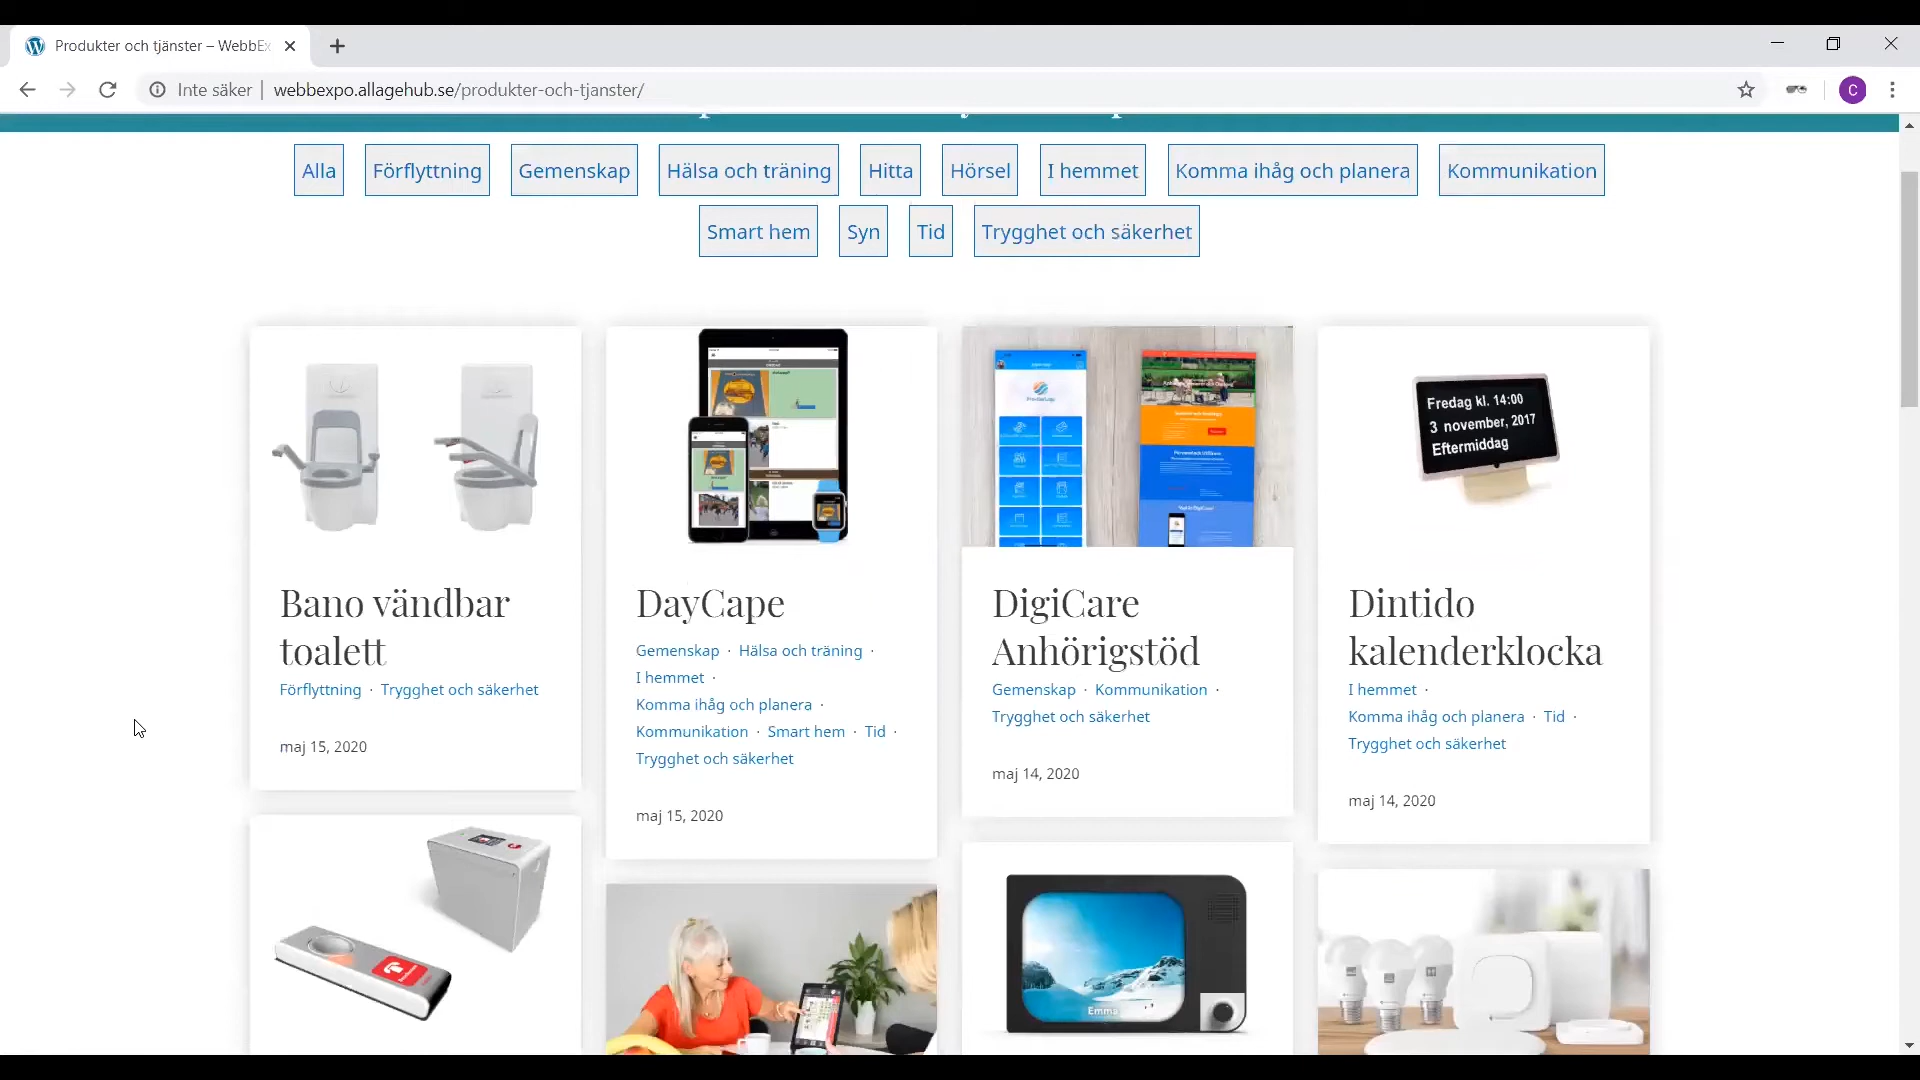 Produkter och tjänster – WebbEx
Inte säker | webbexpo.allagehub.se/produkter-och-tjanster/
C
Alla Förflyttning Gemenskap Hälsa och träning Hitta Hörsel I hemmet Komma ihåg och planera Kommunikation
Smart hem Syn Tid Trygghet och säkerhet
Bano vändbar
toalett
Förflyttning · Trygghet och säkerhet
maj 15, 2020
DayCape
Gemenskap · Hälsa och träning ·
I hemmet ·
Komma ihåg och planera ·
Kommunikation · Smart hem · Tid ·
Trygghet och säkerhet
maj 15, 2020
DigiCare
Anhörigstöd
Gemenskap · Kommunikation ·
Trygghet och säkerhet
maj 14, 2020
Fredag kl. 14:00
3 november, 2017
Eftermiddag
Dintido
kalenderklocka
I hemmet ·
Komma ihåg och planera · Tid ·
Trygghet och säkerhet
maj 14, 2020
Emma